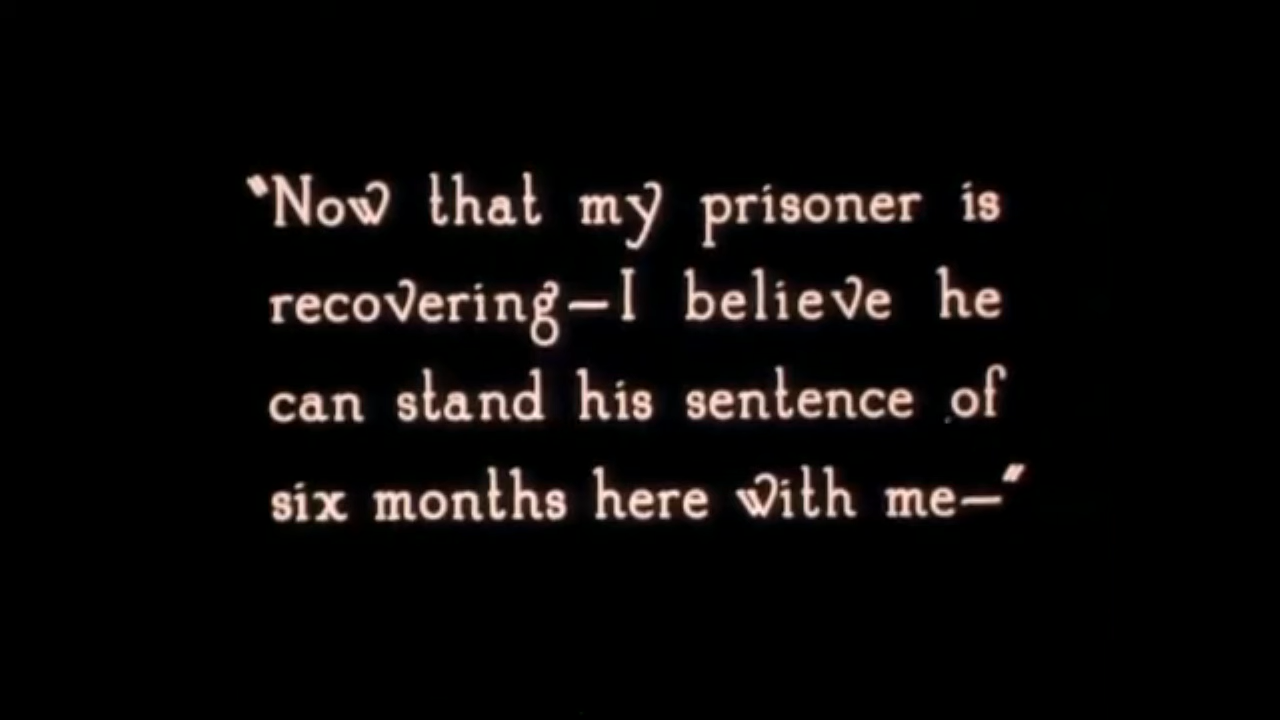 "Now that my prisoner is
recovering—I believe he
can stand his sentence of
six months here with me—"